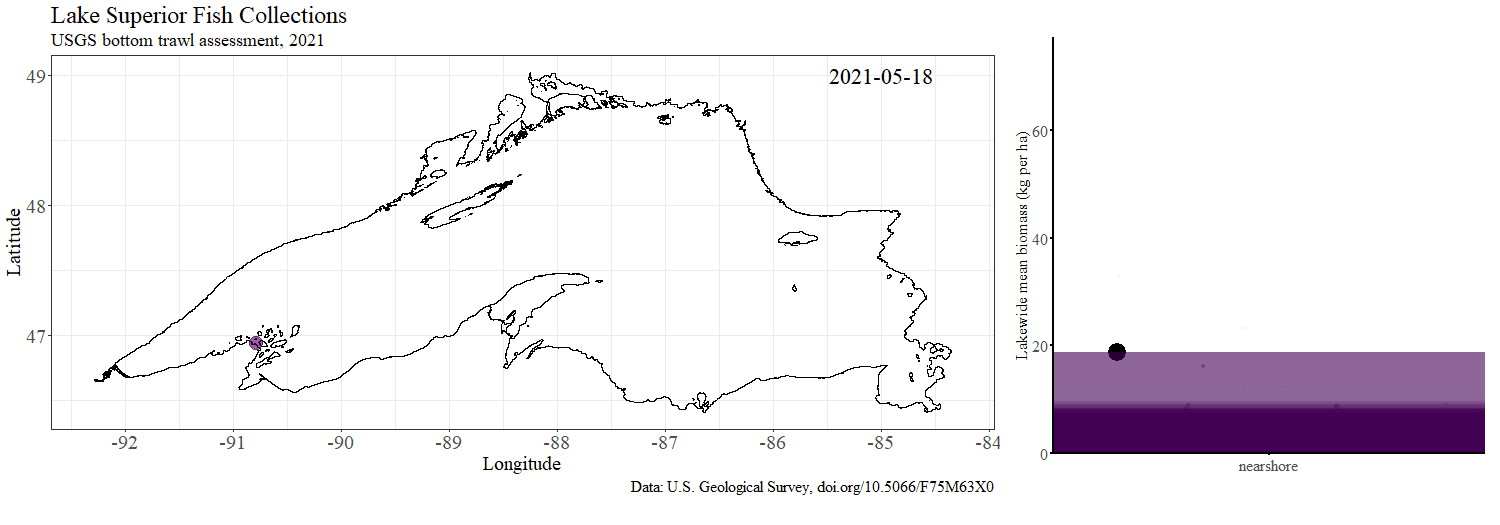 Lake Superior Fish Collections
USGS bottom trawl assessment, 2021
2021-05-18
49
48
47
Latitude
-92
-91
-90
-89
-88
-87
-86
-85
-84
Longitude
Data: U.S. Geological Survey, doi.org/10.5066/F75M63X0
Lakewide mean biomass (kg per ha)
60
40
20
0
nearshore